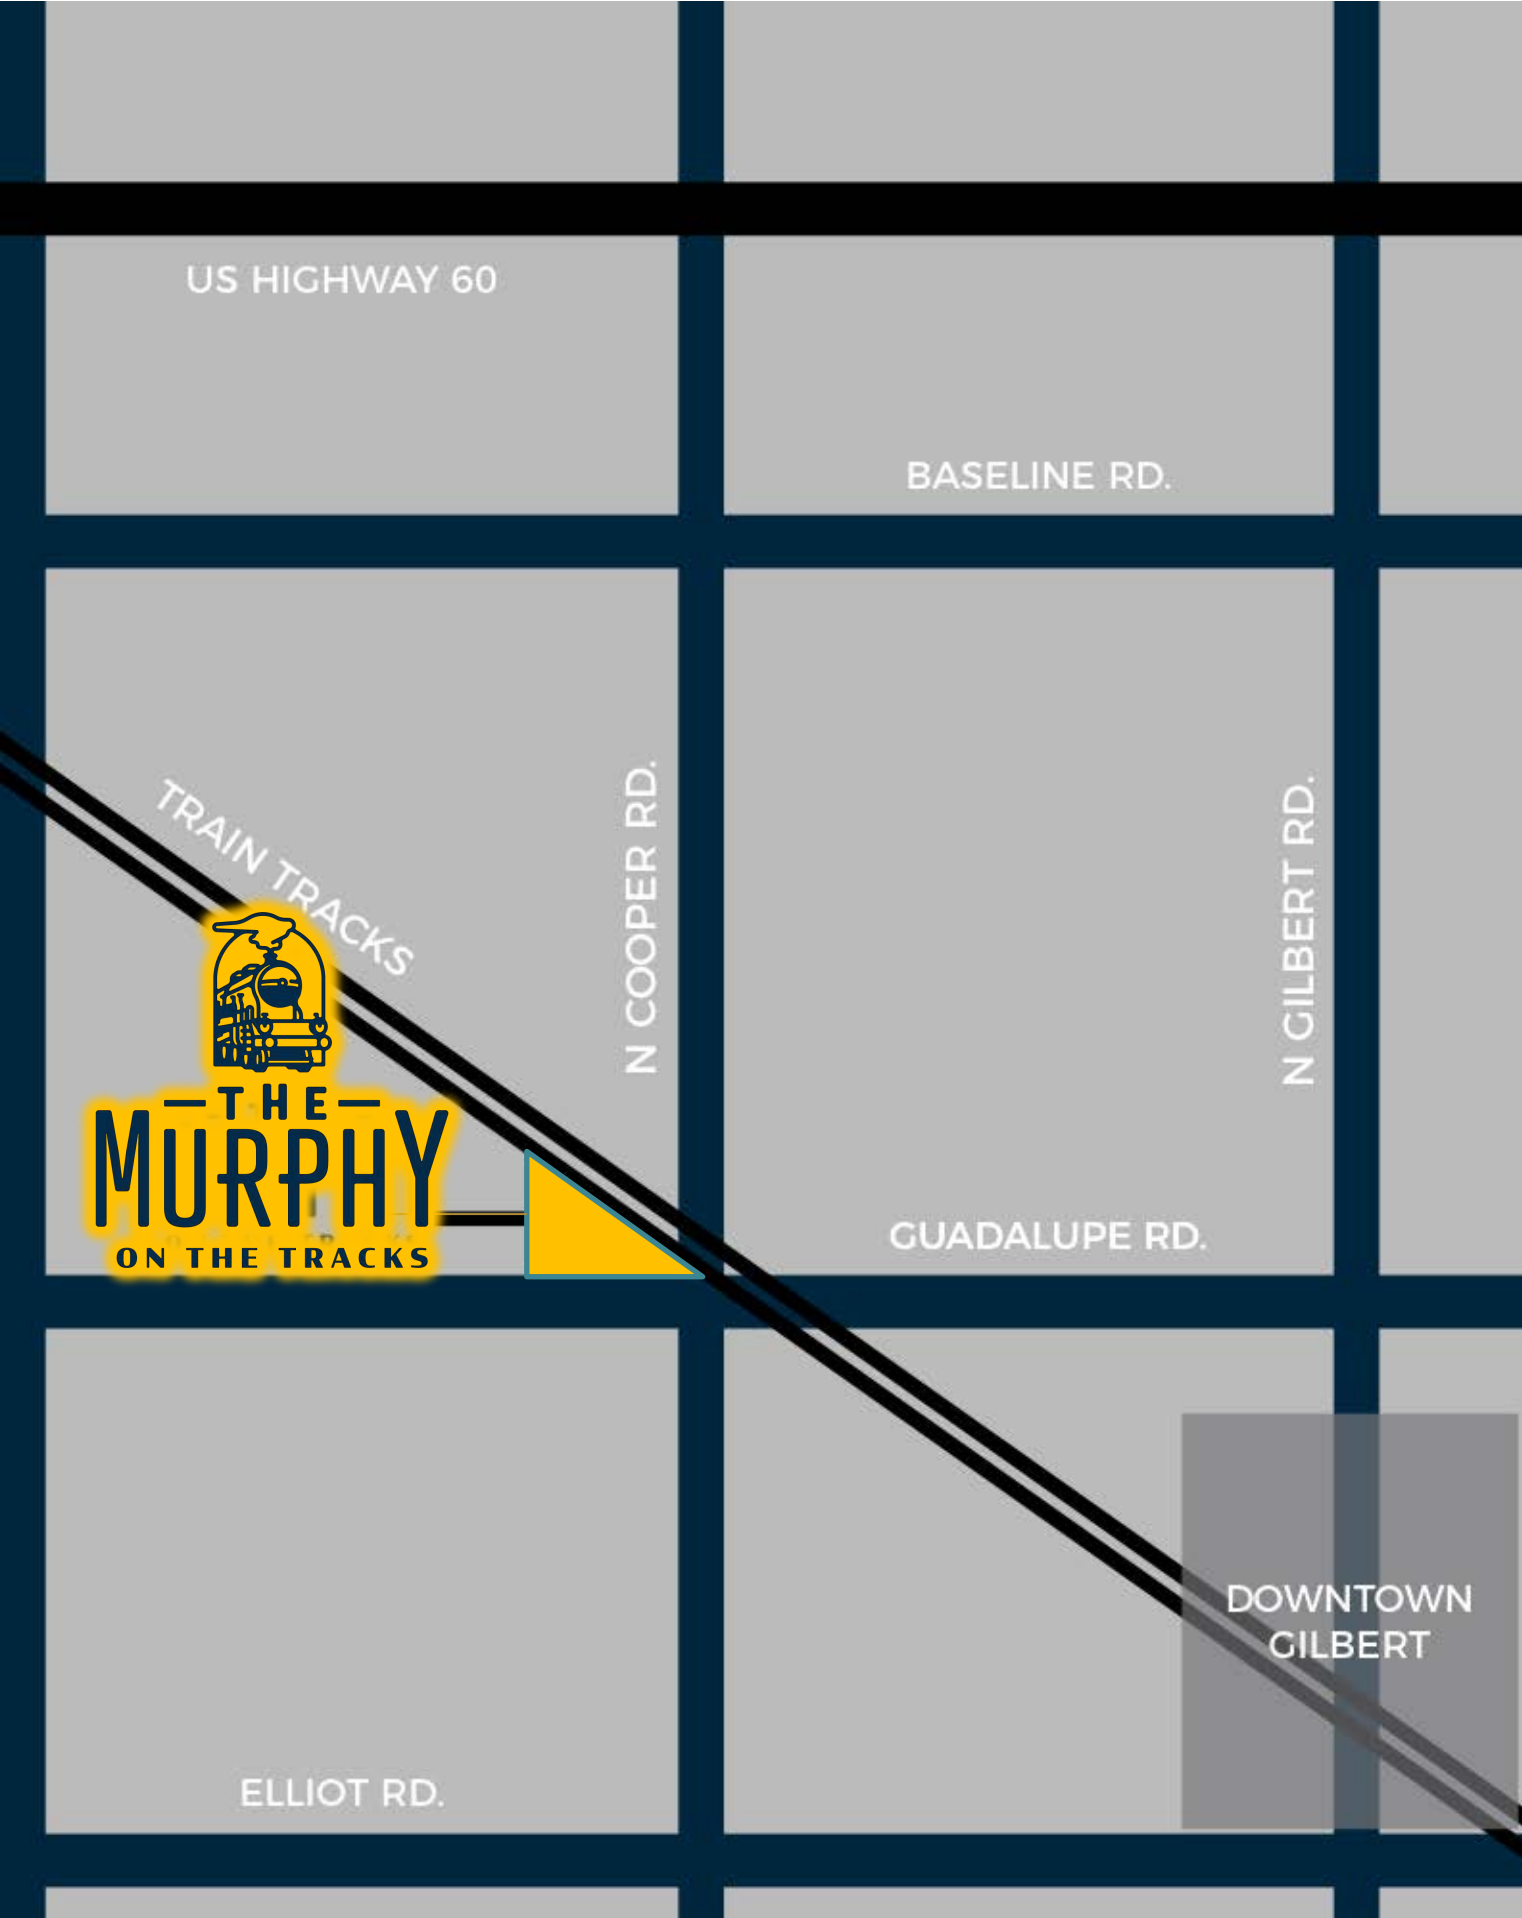 US HIGHWAY 60
BASELINE RD.
TRAIN TRACKS
N COOPER RD.
N GILBERT RD.
THE
MURPHY
ON THE TRACKS
GUADALUPE RD.
DOWNTOWN
GILBERT
ELLIOT RD.